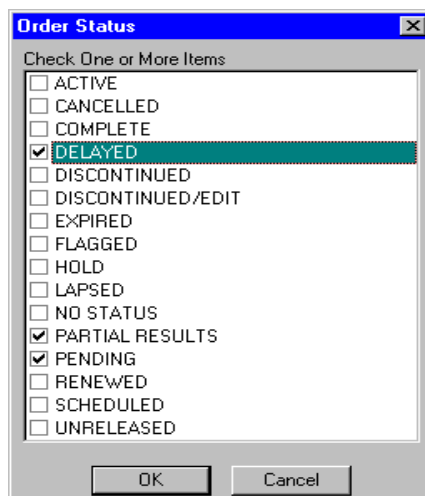 Order Status
Check One or More Items
ACTIVE
CANCELLED
COMPLETE
DELAYED
DISCONTINUED
DISCONTINUED/EDIT
EXPIRED
FLAGGED
HOLD
LAPSED
NO STATUS
PARTIAL RESULTS
PENDING
RENEWED
SCHEDULED
UNRELEASED
OK Cancel